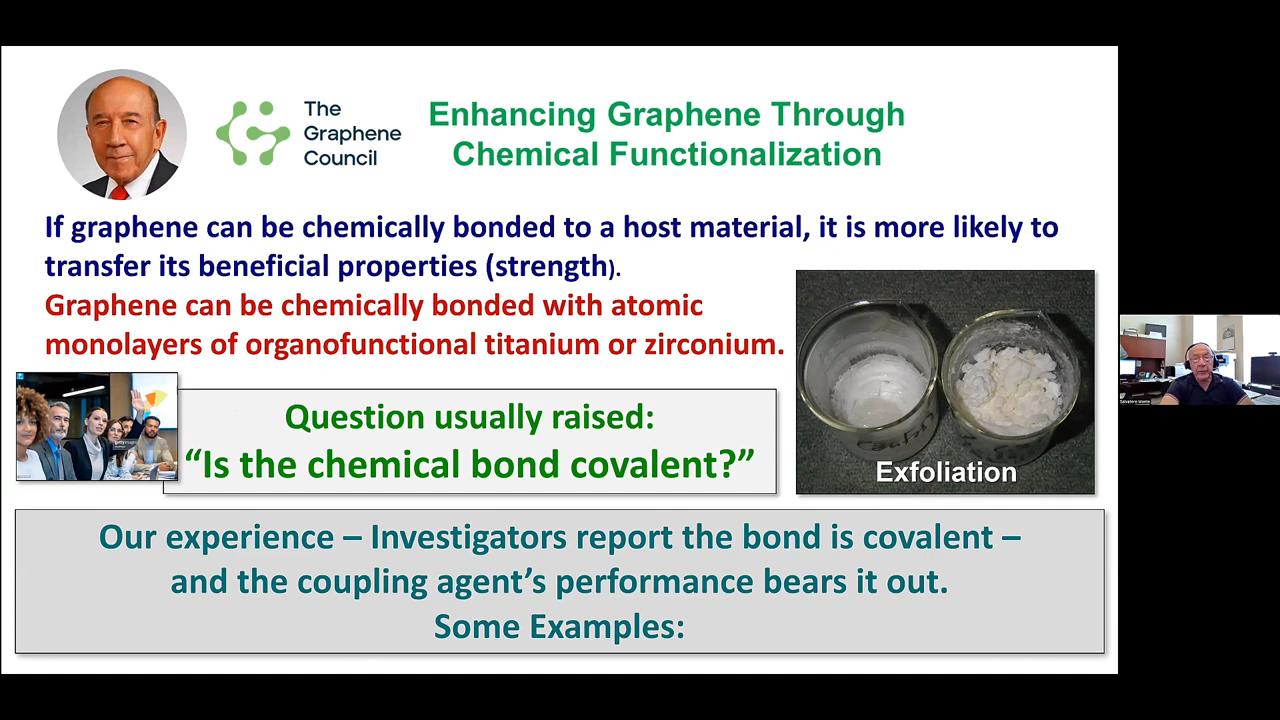 The
Graphene
Council
Enhancing Graphene Through
Chemical Functionalization
If graphene can be chemically bonded to a host material, it is more likely to
transfer its beneficial properties (strength).
Graphene can be chemically bonded with atomic
monolayers of organofunctional titanium or zirconium.
Question usually raised:
“Is the chemical bond covalent?”
Exfoliation
Our experience – Investigators report the bond is covalent –
and the coupling agent’s performance bears it out.
Some Examples:
Salvatore Monte